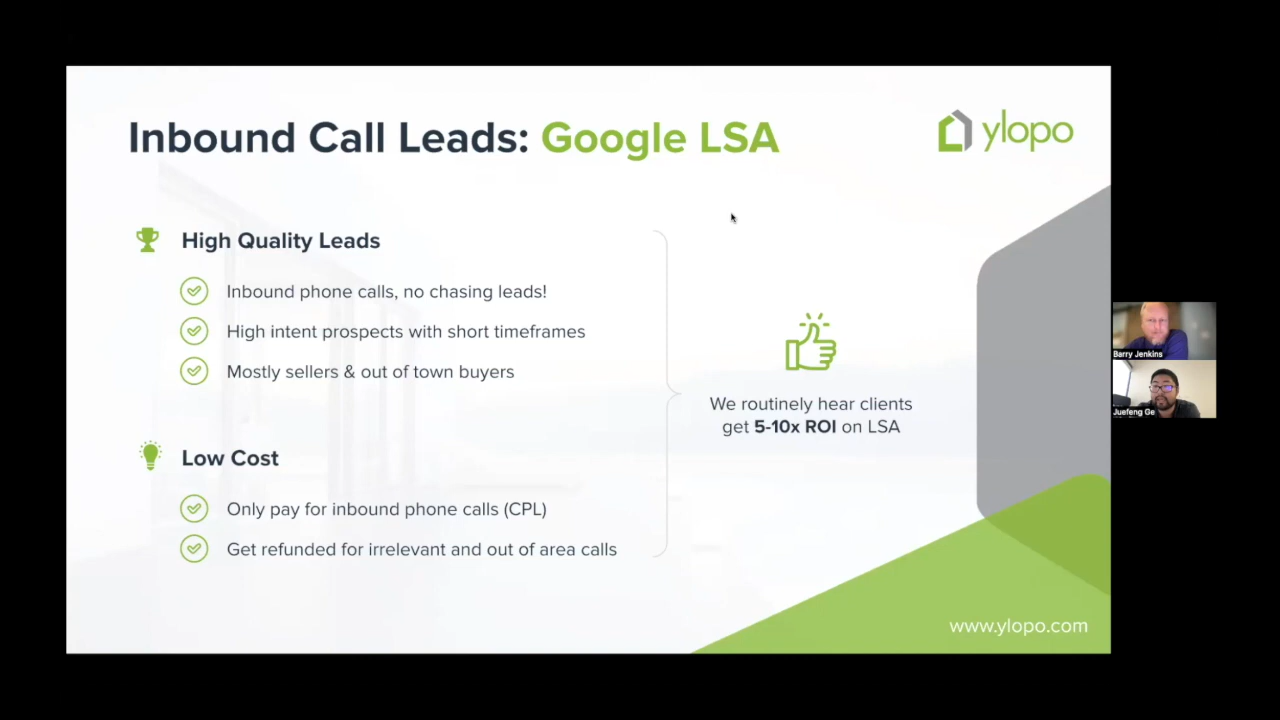 Inbound Call Leads: Google LSA
ylopo
High Quality Leads
Inbound phone calls, no chasing leads!
High intent prospects with short timeframes
Mostly sellers & out of town buyers
We routinely hear clients
get 5-10x ROI on LSA
Low Cost
Only pay for inbound phone calls (CPL)
Get refunded for irrelevant and out of area calls
www.ylopo.com
Barry Jenkins
Juefeng Ge